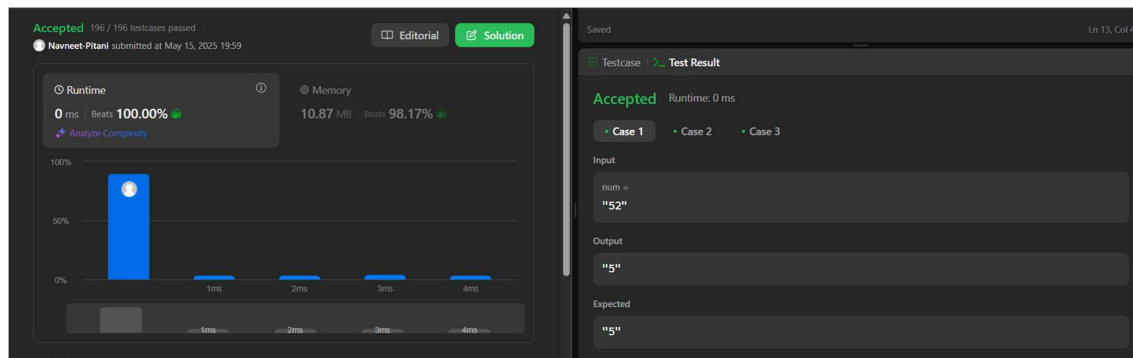 Accepted 196 / 196 testcases passed
Navneet-Pitani submitted at May 15, 2025 19:59
Editorial
Solution
Runtime
0 ms | Beats 100.00%
Analyze Complexity
Memory
10.87 MB | Beats 98.17%
100%
50%
0%
1ms 2ms 3ms 4ms
1ms 2ms 3ms 4ms
Saved
Ln 13, Col 4
Testcase | >_ Test Result
Accepted Runtime: 0 ms
• Case 1 • Case 2 • Case 3
Input
num =
"52"
Output
"5"
Expected
"5"